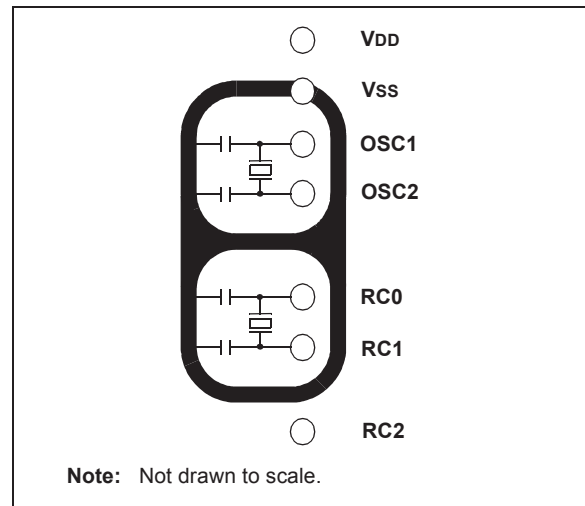 VDD
VSS
OSC1
OSC2
RC0
RC1
RC2
Note: Not drawn to scale.